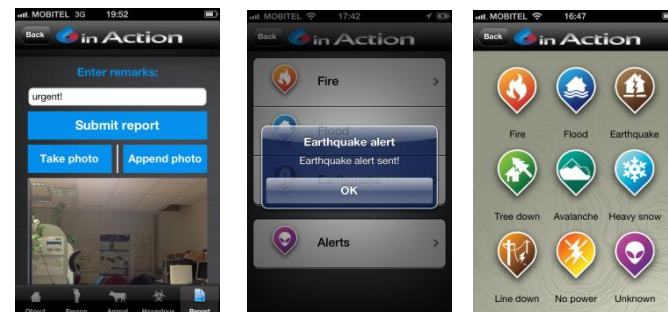 MOBITEL 3G 19:52
Back in Action
Enter remarks:
urgent!
Submit report
Take photo Append photo
Object Person Animal Hazardous Report
MOBITEL 17:42
Back in Action
Fire
Flood
Earthquake alert
Earthquake alert sent!
Earthquake
OK
Alerts
MOBITEL 16:47
Back in Action
Fire Flood Earthquake
Tree down Avalanche Heavy snow
Line down No power Unknown